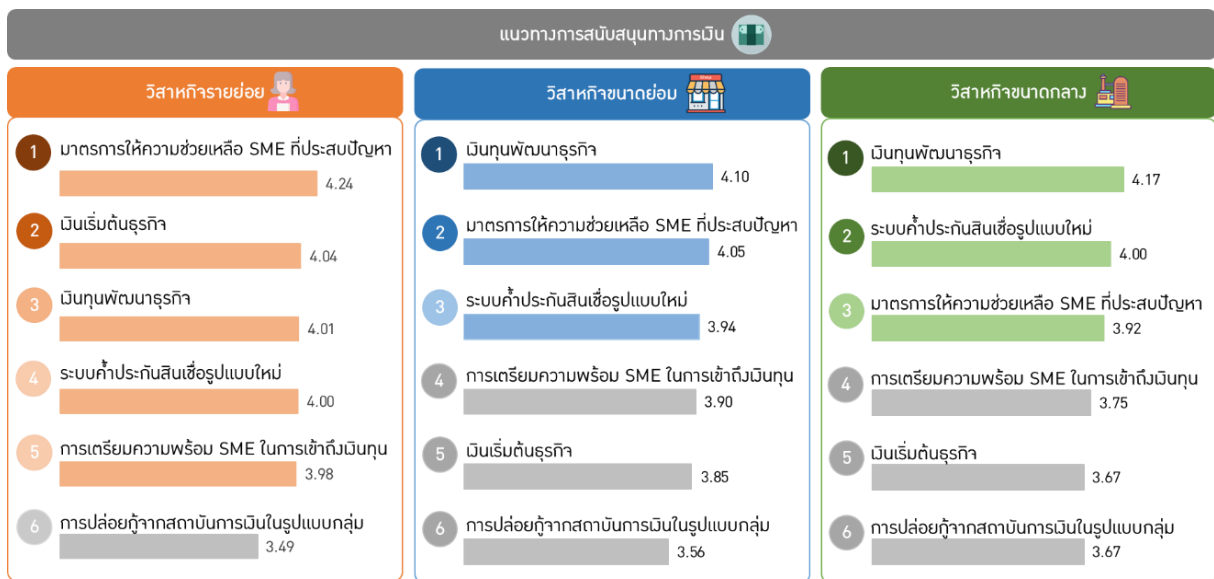 แนวทางการสนับสนุนทางการเงิน
วิสาหกิจรายย่อย
1 มาตรการให้ความช่วยเหลือ SME ที่ประสบปัญหา
4.24
2 เงินเริ่มต้นธุรกิจ
4.04
3 เงินทุนพัฒนาธุรกิจ
4.01
4 ระบบค้ำประกันสินเชื่อรูปแบบใหม่
4.00
5 การเตรียมความพร้อม SME ในการเข้าถึงเงินทุน
3.98
6 การปล่อยกู้จากสถาบันการเงินในรูปแบบกลุ่ม
3.49
วิสาหกิจขนาดย่อม
1 เงินทุนพัฒนาธุรกิจ
4.10
2 มาตรการให้ความช่วยเหลือ SME ที่ประสบปัญหา
4.05
3 ระบบค้ำประกันสินเชื่อรูปแบบใหม่
3.94
4 การเตรียมความพร้อม SME ในการเข้าถึงเงินทุน
3.90
5 เงินเริ่มต้นธุรกิจ
3.85
6 การปล่อยกู้จากสถาบันการเงินในรูปแบบกลุ่ม
3.56
วิสาหกิจขนาดกลาง
1 เงินทุนพัฒนาธุรกิจ
4.17
2 ระบบค้ำประกันสินเชื่อรูปแบบใหม่
4.00
3 มาตรการให้ความช่วยเหลือ SME ที่ประสบปัญหา
3.92
4 การเตรียมความพร้อม SME ในการเข้าถึงเงินทุน
3.75
5 เงินเริ่มต้นธุรกิจ
3.67
6 การปล่อยกู้จากสถาบันการเงินในรูปแบบกลุ่ม
3.67